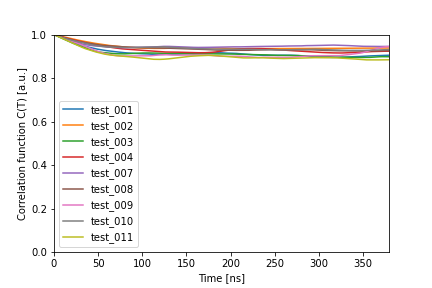 Correlation function C(T) [a.u.]
1.0
0.8
0.6
0.4
0.2
0.0
test_001
test_002
test_003
test_004
test_007
test_008
test_009
test_010
test_011
0 50 100 150 200 250 300 350
Time [ns]